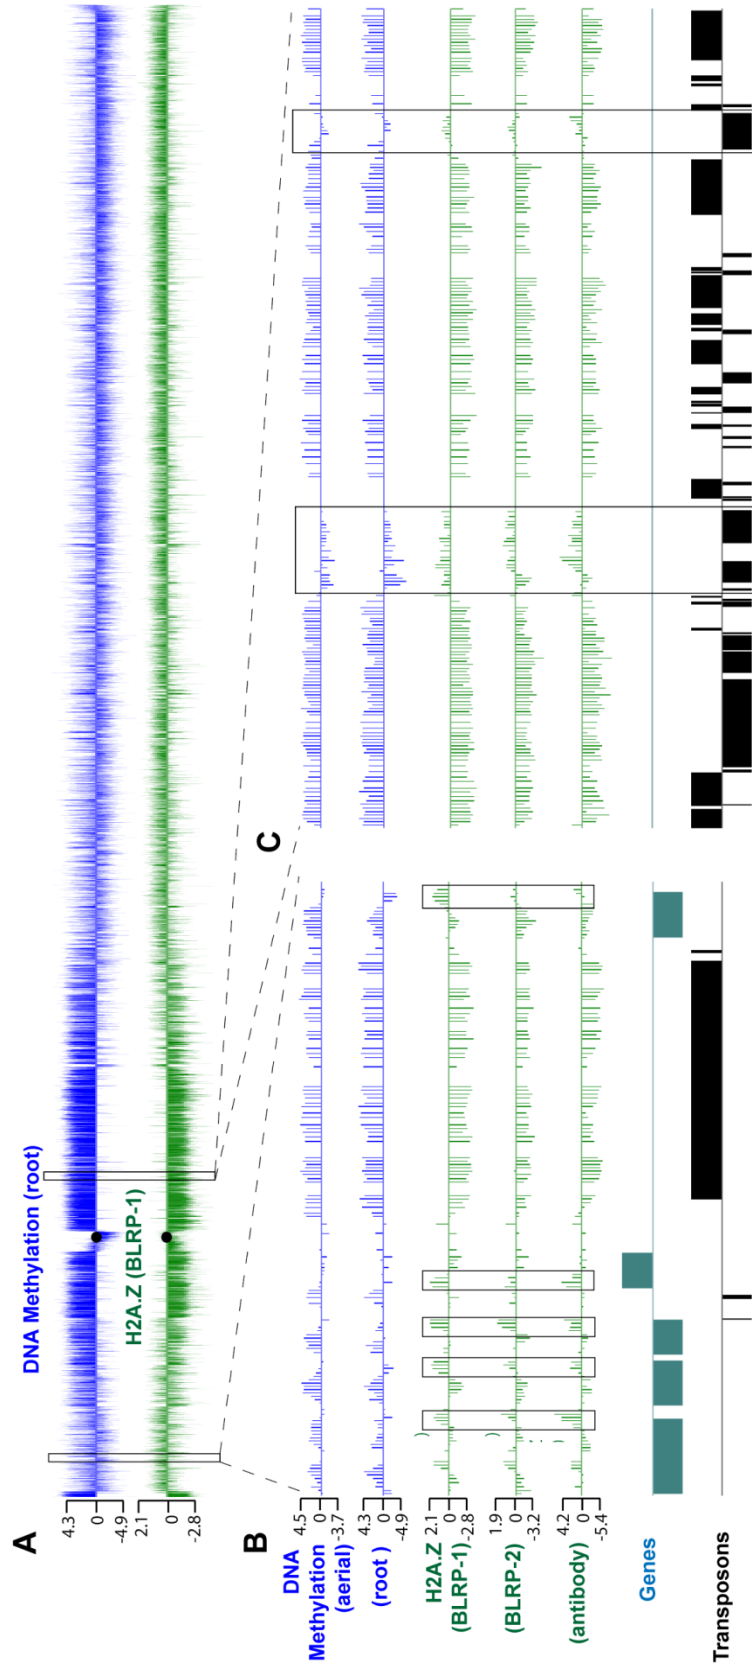 A
DNA Methylation (root)
4.3
0
-4.9
H2A.Z (BLRP-1)
2.1
0
-2.8
B
DNA
Methylation
(aerial)
4.5
0
-3.7
(root )
4.3
0
-4.9
H2A.Z
(BLRP-1)
2.1
0
-2.8
(BLRP-2)
1.9
0
-3.2
(antibody)
4.2
0
-5.4
Genes
Transposons
C